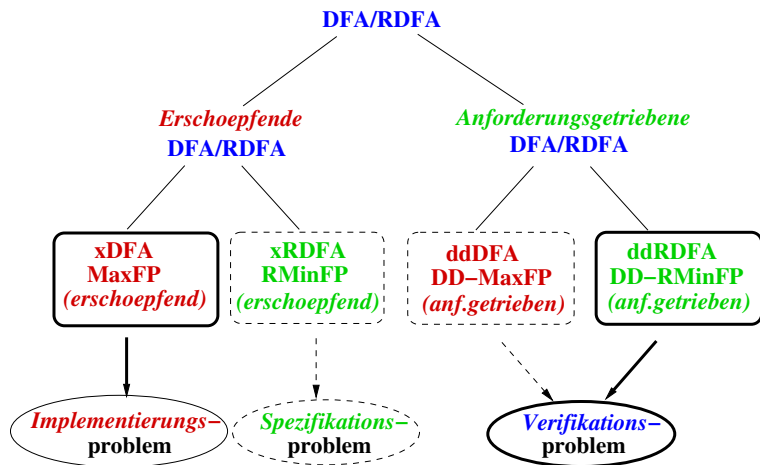 DFA/RDFA
Erschoepfende
DFA/RDFA
Anforderungsgetriebene
DFA/RDFA
xDFA
MaxFP
(erschoepfend)
xRDFA
RMinFP
(erschoepfend)
ddDFA
DD−MaxFP
(anf.getrieben)
ddRDFA
DD−RMinFP
(anf.getrieben)
Implementierungs−
problem
Spezifikations−
problem
Verifikations−
problem